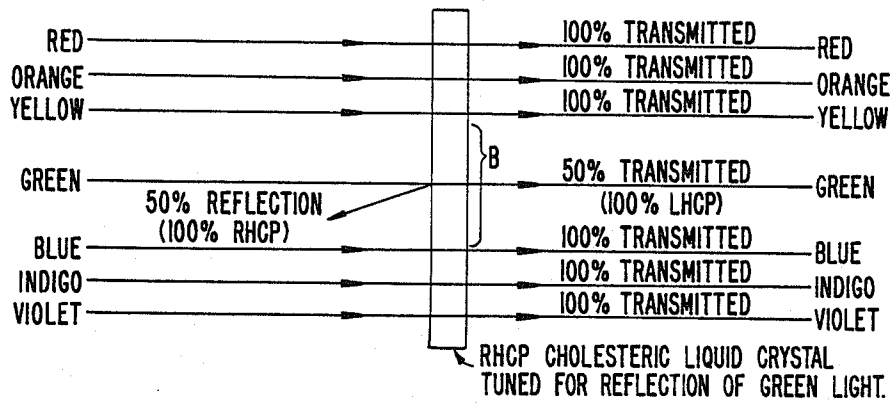 RED 100% TRANSMITTED RED
ORANGE 100% TRANSMITTED ORANGE
YELLOW 100% TRANSMITTED YELLOW
B
GREEN 50% TRANSMITTED GREEN
50% REFLECTION (100% LHCP)
(100% RHCP)
BLUE 100% TRANSMITTED BLUE
INDIGO 100% TRANSMITTED INDIGO
VIOLET 100% TRANSMITTED VIOLET
RHCP CHOLESTERIC LIQUID CRYSTAL
TUNED FOR REFLECTION OF GREEN LIGHT.